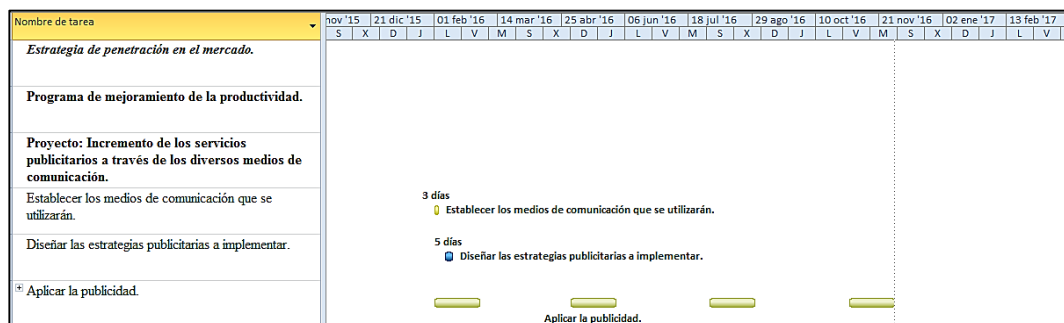 Nombre de tarea
nov '15 21 dic '15 01 feb '16 14 mar '16 25 abr '16 06 jun '16 18 jul '16 29 ago '16 10 oct '16 21 nov '16 02 ene '17 13 feb '17
S X D J L V M S X D J L V M S X D J L V M S X D J L V
Estrategia de penetración en el mercado.
Programa de mejoramiento de la productividad.
Proyecto: Incremento de los servicios
publicitarios a través de los diversos medios de
comunicación.
Establecer los medios de comunicación que se
utilizarán.
3 días
Establecer los medios de comunicación que se utilizarán.
Diseñar las estrategias publicitarias a implementar.
5 días
Diseñar las estrategias publicitarias a implementar.
Aplicar la publicidad.
Aplicar la publicidad.